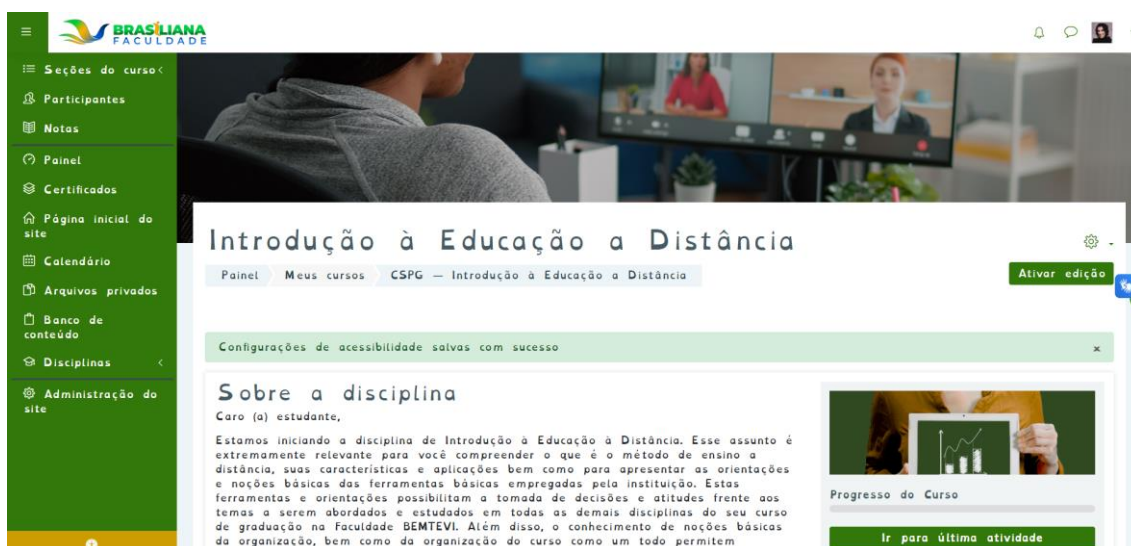 BRASILIANA
FACULDADE
Seções do curso
Participantes
Notas
Painel
Certificados
Página inicial do
site
Calendário
Arquivos privados
Banco de
conteúdo
Disciplinas
Administração do
site
Introdução à Educação a Distância
Painel Meus cursos CSPG — Introdução à Educação a Distância
Ativar edição
Configurações de acessibilidade salvas com sucesso
x
Sobre a disciplina
Caro (a) estudante,
Estamos iniciando a disciplina de Introdução à Educação à Distância. Esse assunto é
extremamente relevante para você compreender o que é o método de ensino a
distância, suas características e aplicações bem como para apresentar as orientações
e noções básicas das ferramentas básicas empregadas pela instituição. Estas
ferramentas e orientações possibilitam a tomada de decisões e atitudes frente aos
temas a serem abordados e estudados em todas as demais disciplinas do seu curso
de graduação na Faculdade BEMTEVI. Além disso, o conhecimento de noções básicas
da organização, bem como da organização do curso como um todo permitem
Progresso do Curso
Ir para última atividade